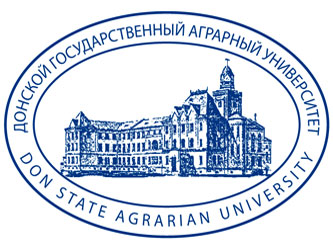 ДОНСКОЙ ГОСУДАРСТВЕННЫЙ АГРАРНЫЙ УНИВЕРСИТЕТ
DON STATE AGRARIAN UNIVERSITY